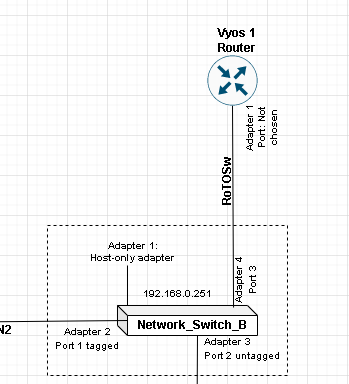 Vyos 1
Router
Adapter 1
Port: Not
chosen
RoTOSw
Adapter 1:
Host-only adapter
Adapter 4
Port 3
192.168.0.251
Network_Switch_B
N2
Adapter 2
Port 1 tagged
Adapter 3
Port 2 untagged